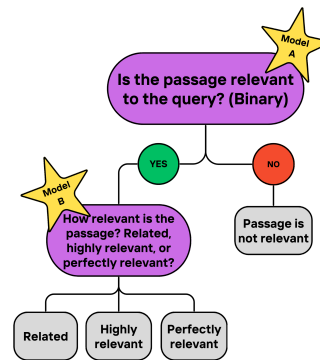 Model
A
Is the passage relevant
to the query? (Binary)
YES
NO
Model
B
How relevant is the
passage? Related,
highly relevant, or
perfectly relevant?
Passage is
not relevant
Related
Highly
relevant
Perfectly
relevant